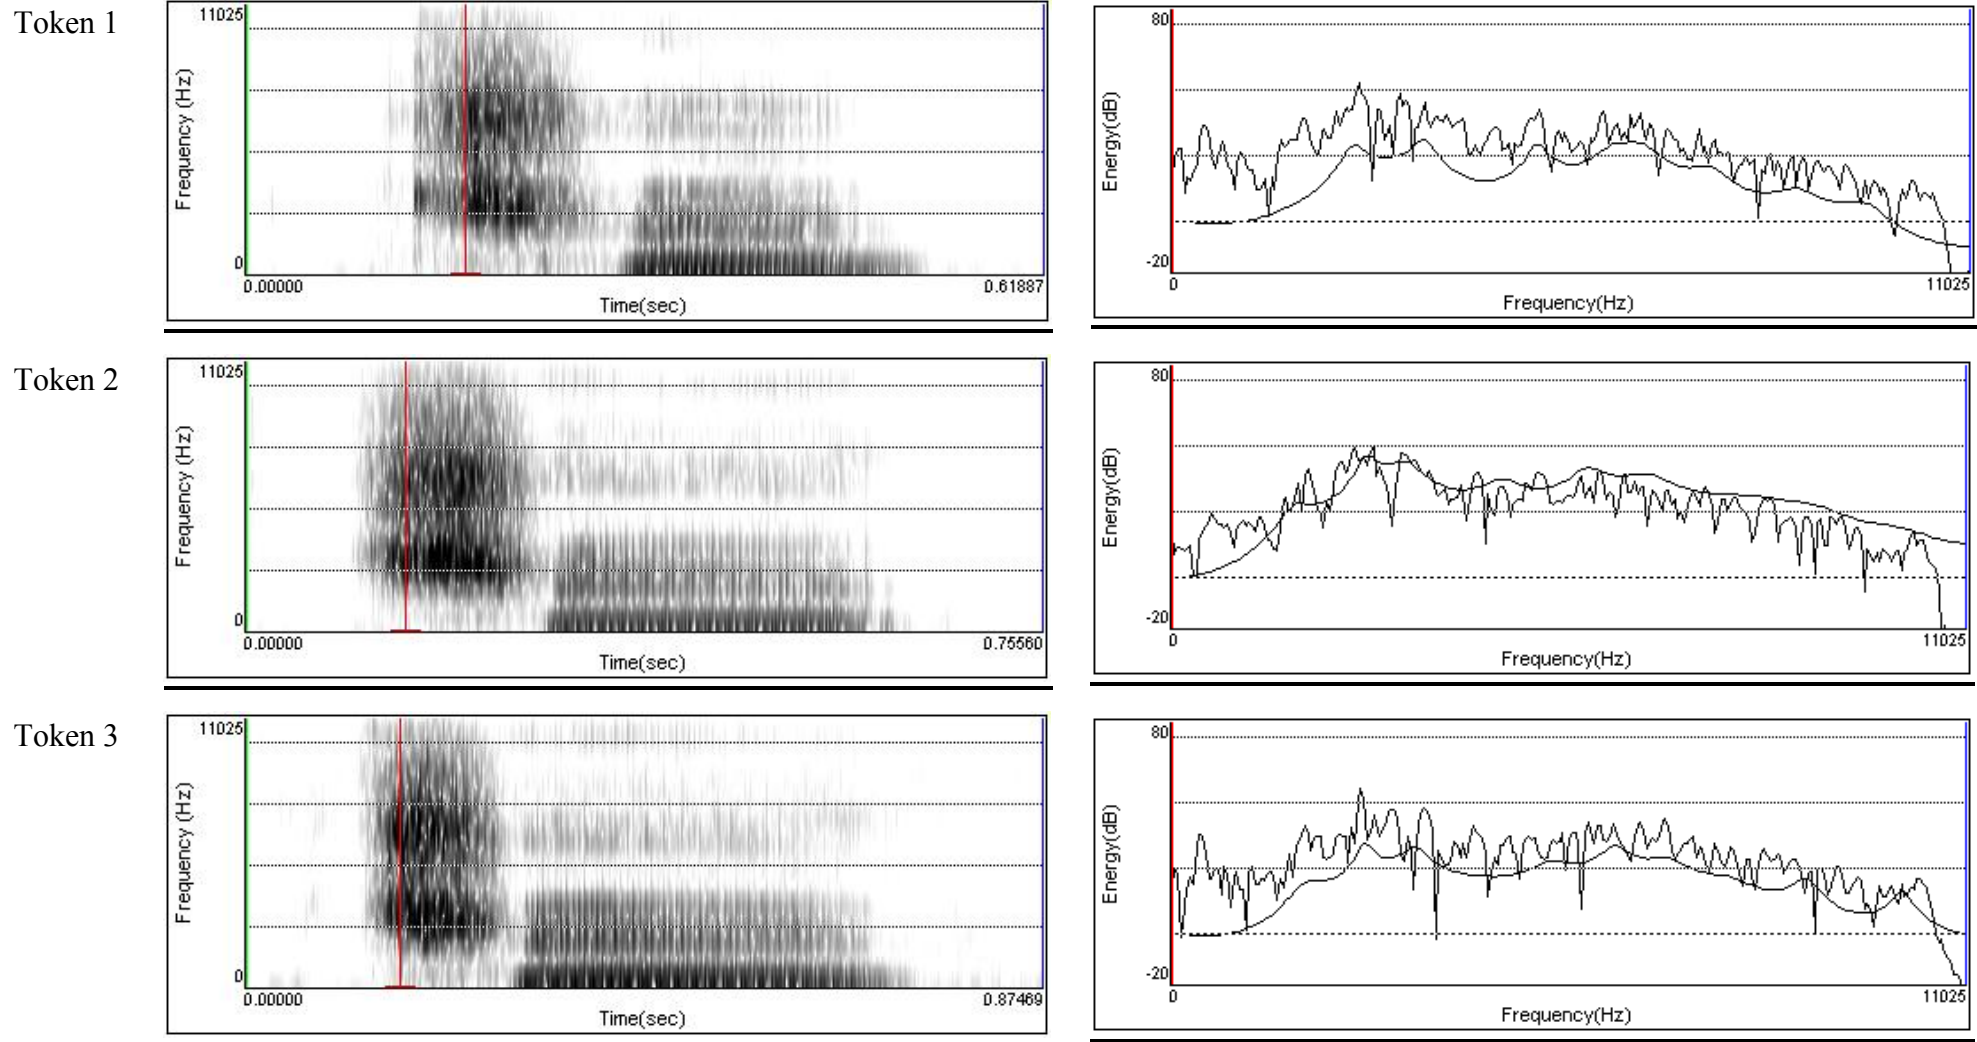 Token 1
11025
Frequency (Hz)
0
0.00000
0.61887
Time(sec)
80
Energy(dB)
-20
0
11025
Frequency(Hz)
Token 2
11025
Frequency (Hz)
0
0.00000
0.75560
Time(sec)
80
Energy(dB)
-20
0
11025
Frequency(Hz)
Token 3
11025
Frequency (Hz)
0
0.00000
0.87469
Time(sec)
80
Energy(dB)
-20
0
11025
Frequency(Hz)